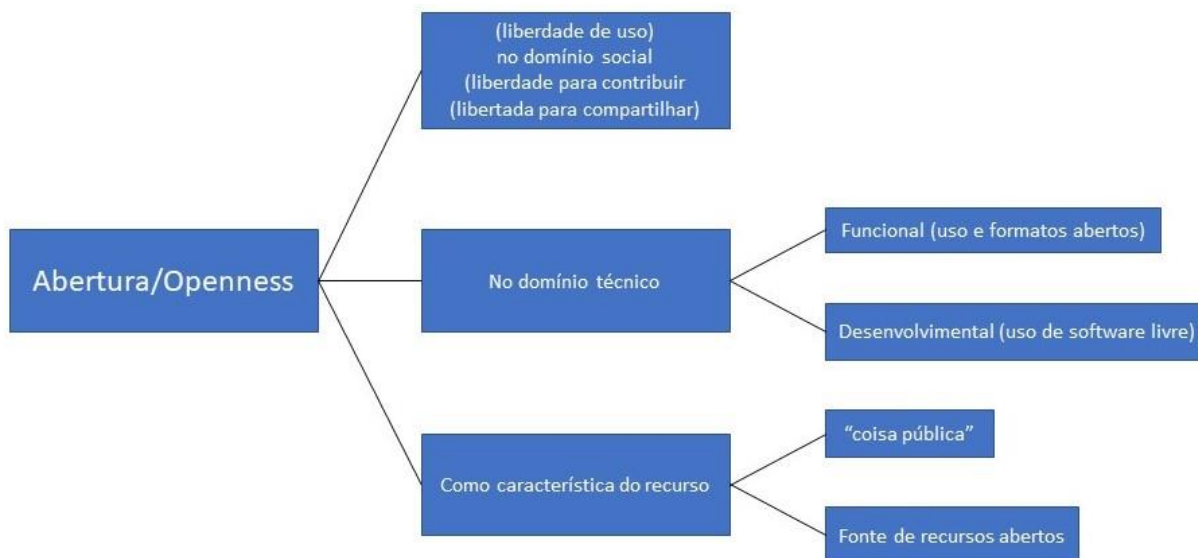 (liberdade de uso)
no domínio social
(liberdade para contribuir
(libertada para compartilhar)
Abertura/Openness
No domínio técnico
Funcional (uso e formatos abertos)
Desenvolvimental (uso de software livre)
Como característica do recurso
“coisa pública”
Fonte de recursos abertos